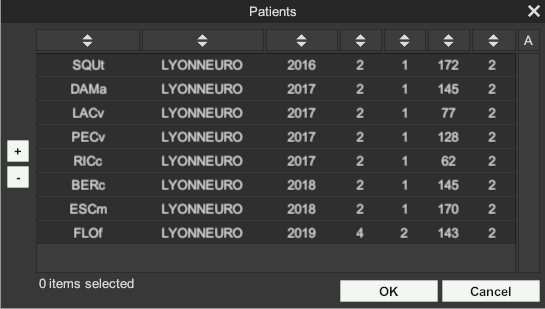 Patients
A
SQUt LYONNEURO 2016 2 1 172 2
DAMa LYONNEURO 2017 2 1 145 2
LACv LYONNEURO 2017 2 1 77 2
PECv LYONNEURO 2017 2 1 128 2
RICc LYONNEURO 2017 2 1 62 2
BERc LYONNEURO 2018 2 1 145 2
ESCm LYONNEURO 2018 2 1 170 2
FLOf LYONNEURO 2019 4 2 143 2
+
-
0 items selected
OK Cancel